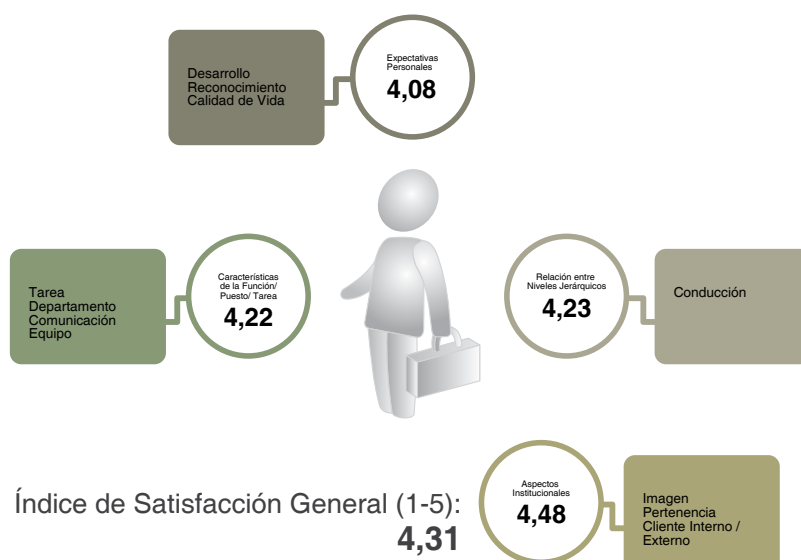 Desarrollo
Reconocimiento
Calidad de Vida
Expectativas
Personales
4,08
Tarea
Departamento
Comunicación
Equipo
Características
de la Función/
Puesto/ Tarea
4,22
Relación entre
Niveles Jerárquicos
4,23
Conducción
Índice de Satisfacción General (1-5):
4,31
Aspectos
Institucionales
4,48
Imagen
Pertenencia
Cliente Interno /
Externo